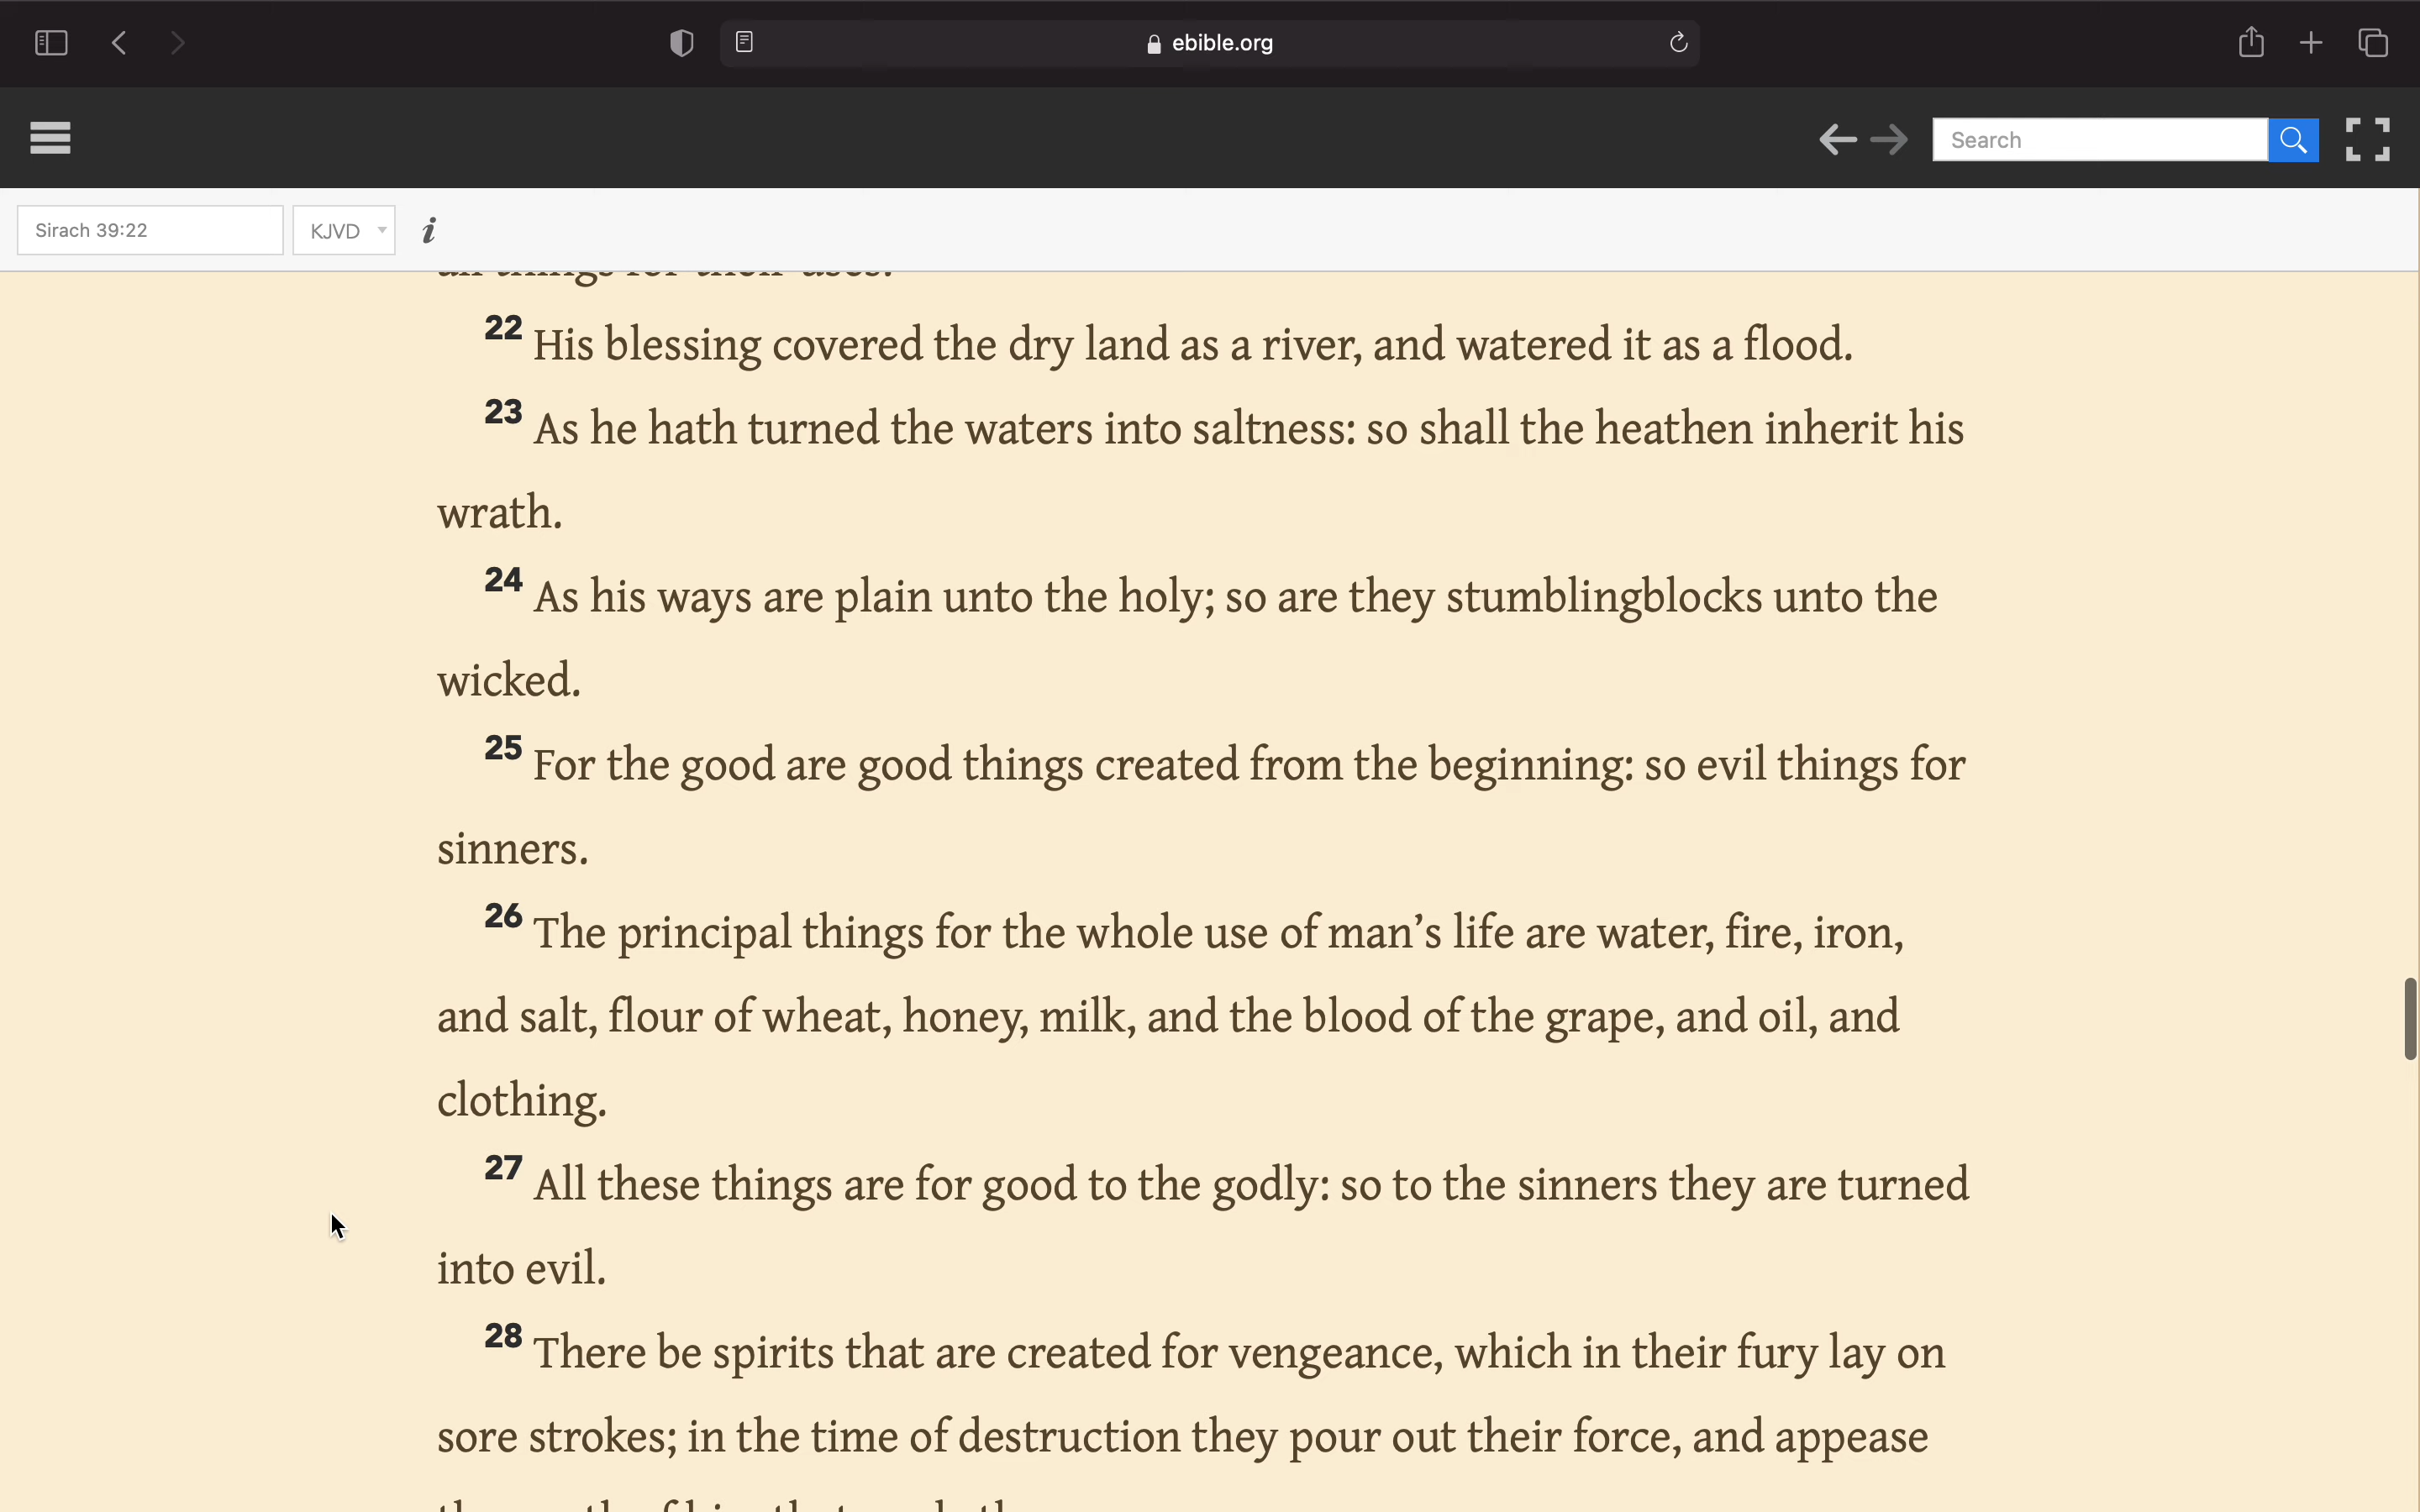 ebible.org
Search
Sirach 39:22
KJVD
i
all things for their uses.
22 His blessing covered the dry land as a river, and watered it as a flood.
23 As he hath turned the waters into saltness: so shall the heathen inherit his
wrath.
24 As his ways are plain unto the holy; so are they stumblingblocks unto the
wicked.
25 For the good are good things created from the beginning: so evil things for
sinners.
26 The principal things for the whole use of man’s life are water, fire, iron,
and salt, flour of wheat, honey, milk, and the blood of the grape, and oil, and
clothing.
27 All these things are for good to the godly: so to the sinners they are turned
into evil.
28 There be spirits that are created for vengeance, which in their fury lay on
sore strokes; in the time of destruction they pour out their force, and appease